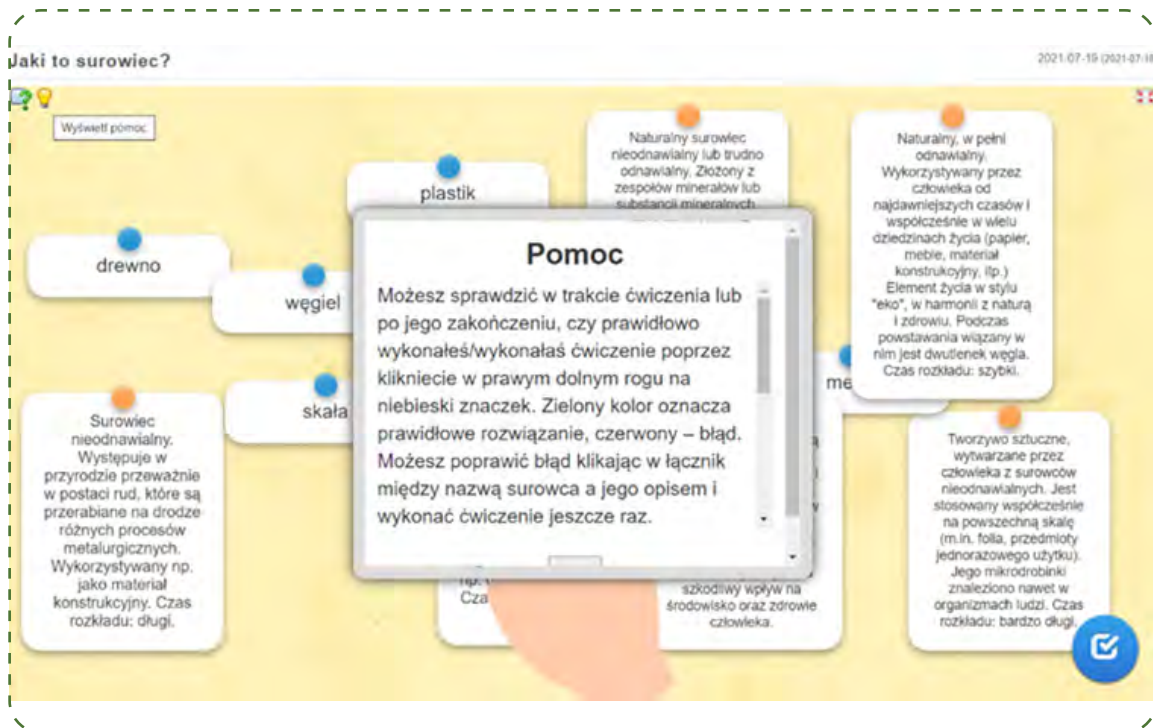 Jaki to surowiec?
2021-07-19
Wyświetl pomoc
plastik
drewno
węgiel
skała
Naturalny surowiec
nieodnawialny lub trudno
odnawialny. Złożony z
zespołów minerałów lub
substancji mineralnych
Naturalny, w pełni
odnawialny.
Wykorzystywany przez
człowieka od
najdawniejszych czasów i
współcześnie w wielu
dziedzinach życia (papier,
meble, materiał
konstrukcyjny, itp.)
Element życia w stylu
"eko", w harmonii z naturą
i zdrowiu. Podczas
powstawania wiązany w
nim jest dwutlenek węgla.
Czas rozkładu: szybki.
Pomoc
Możesz sprawdzić w trakcie ćwiczenia lub
po jego zakończeniu, czy prawidłowo
wykonałeś/wykonałaś ćwiczenie poprzez
klikniecie w prawym dolnym rogu na
niebieski znaczek. Zielony kolor oznacza
prawidłowe rozwiązanie, czerwony – błąd.
Możesz poprawić błąd klikając w łącznik
między nazwą surowca a jego opisem i
wykonać ćwiczenie jeszcze raz.
me
Surowiec
nieodnawialny.
Występuje w
przyrodzie przeważnie
w postaci rud, które są
przerabiane na drodze
różnych procesów
metalurgicznych.
Wykorzystywany np.
jako materiał
konstrukcyjny. Czas
rozkładu: długi.
np.
Cza
szkodliwy wpływ na
środowisko oraz zdrowie
człowieka.
Tworzywo sztuczne,
wytwarzane przez
człowieka z surowców
nieodnawialnych. Jest
stosowany współcześnie
na powszechną skalę
(m.in. folia, przedmioty
jednorazowego użytku).
Jego mikrodrobinki
znaleziono nawet w
organizmach ludzi. Czas
rozkładu: bardzo długi.